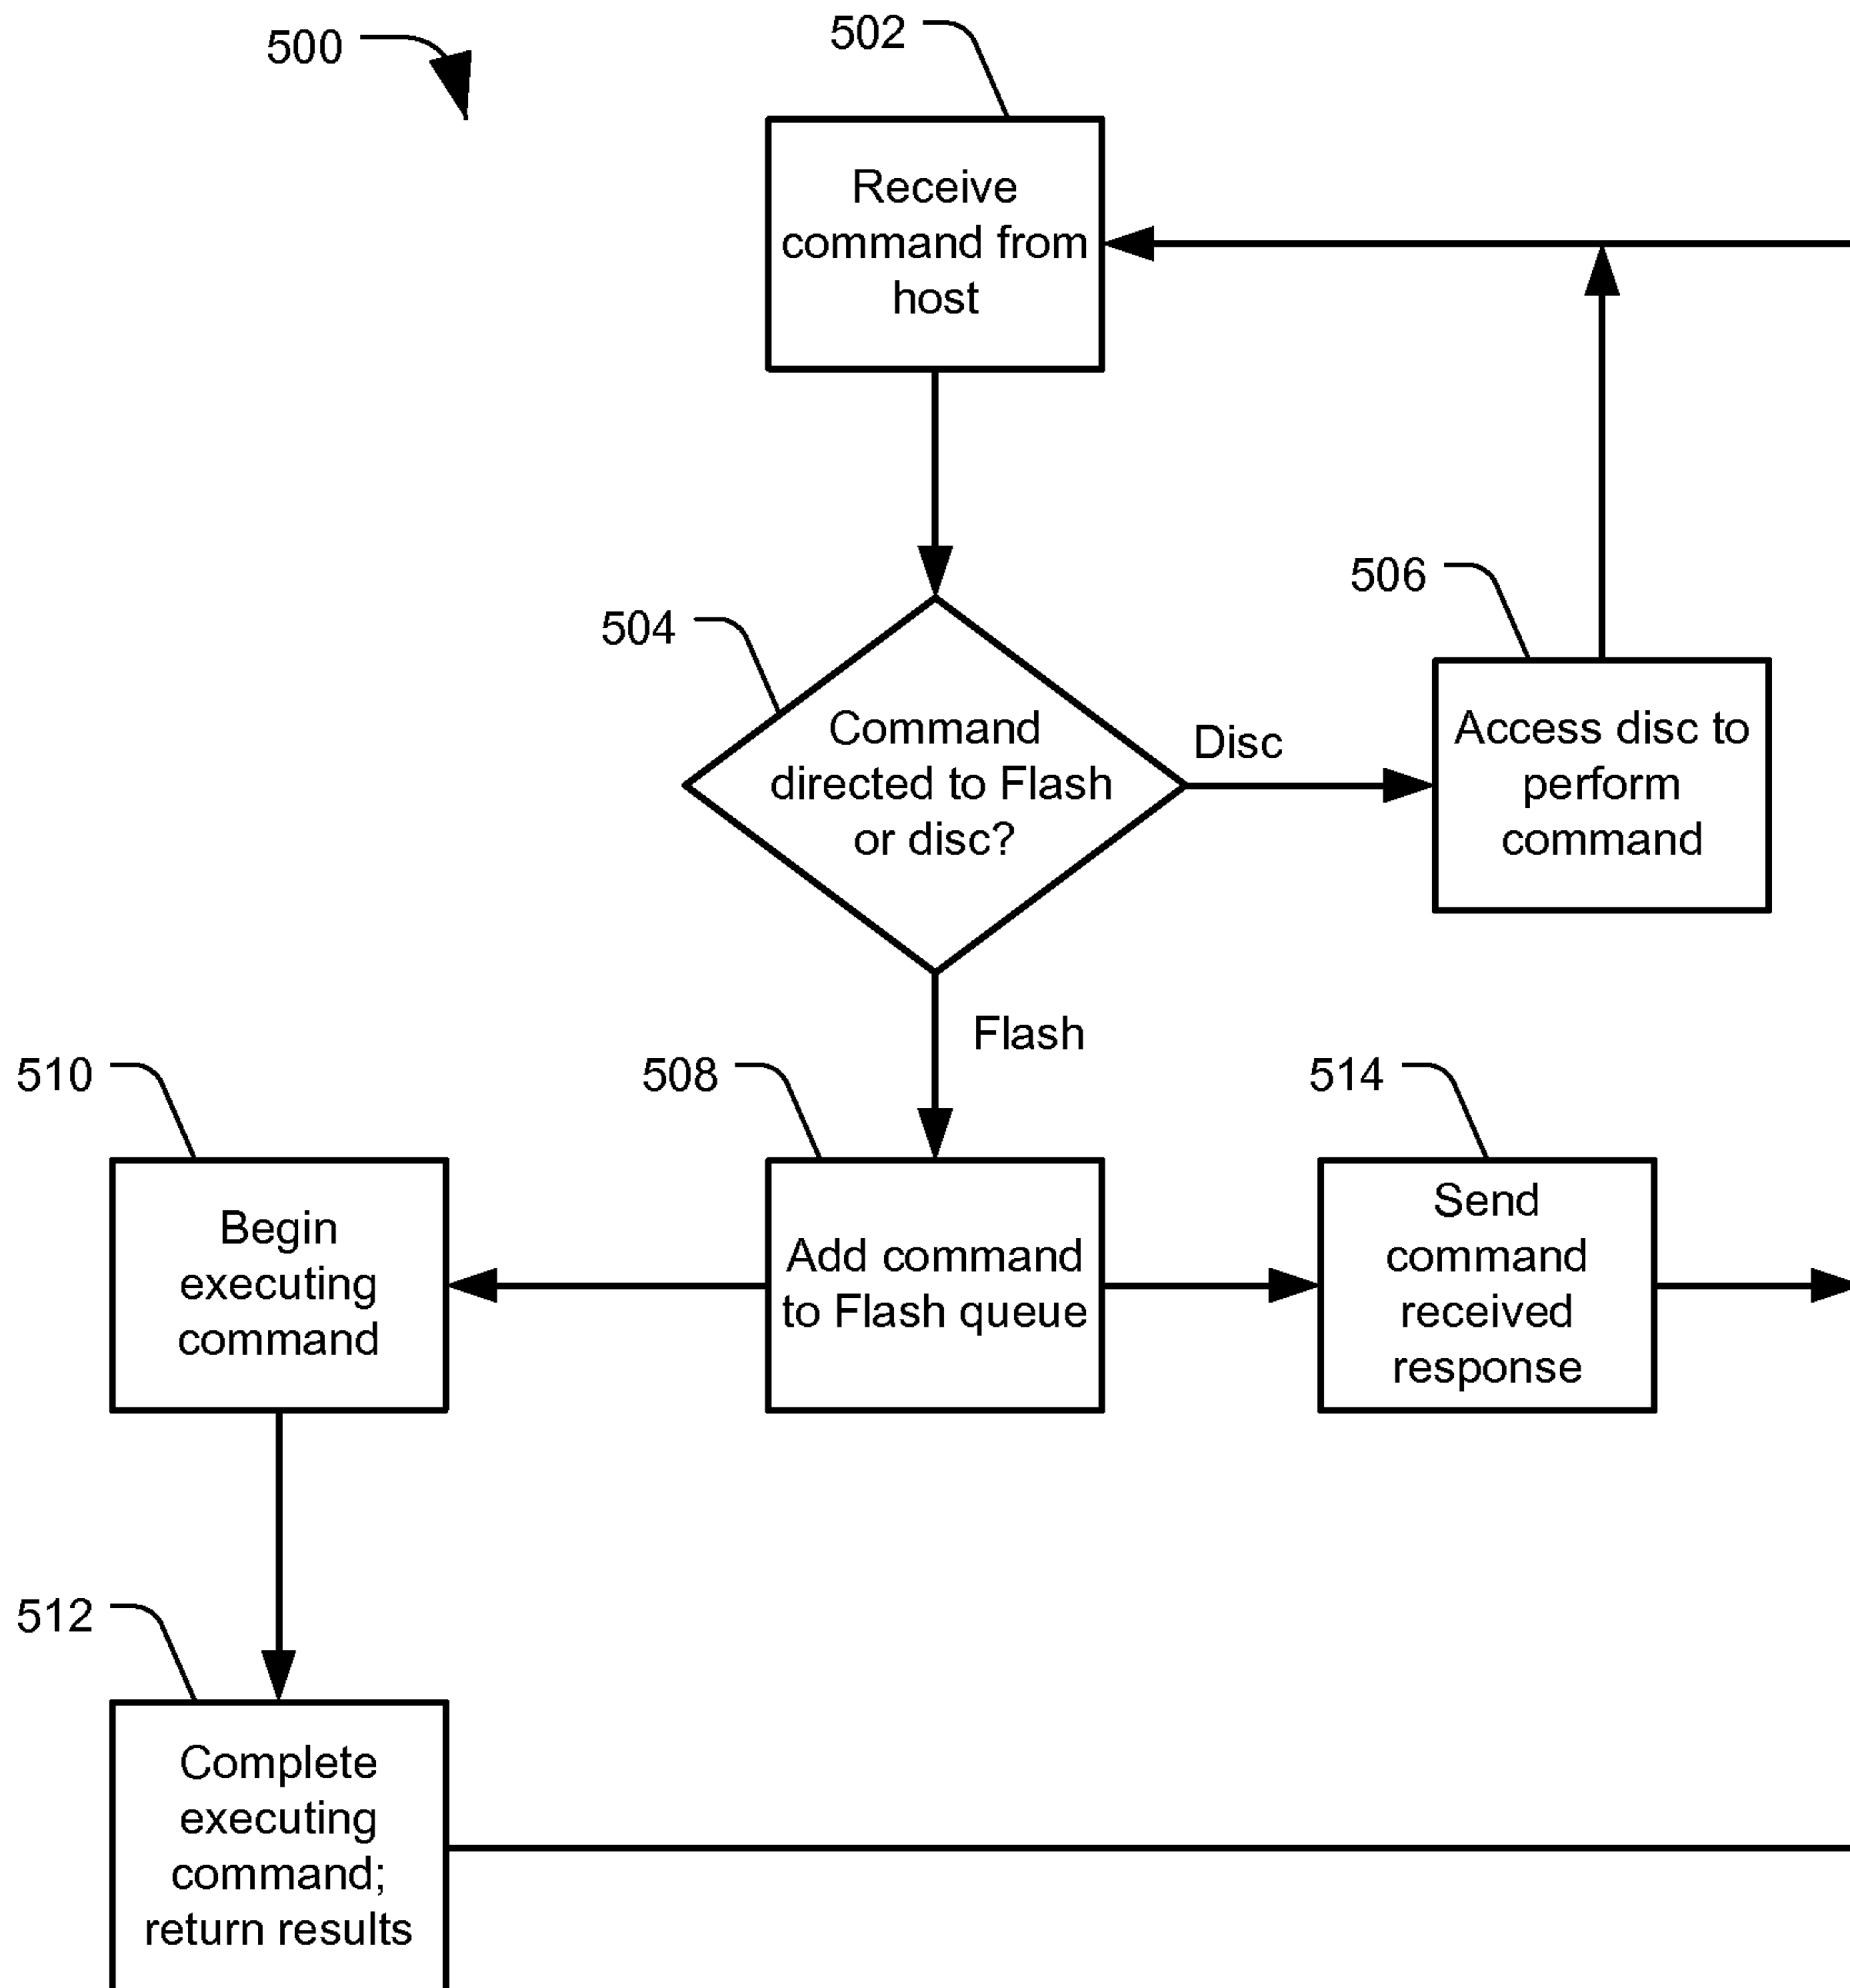 500
502
Receive
command from
host
504
Command
directed to Flash
or disc?
Disc
506
Access disc to
perform
command
Flash
510
Begin
executing
command
508
Add command
to Flash queue
514
Send
command
received
response
512
Complete
executing
command;
return results